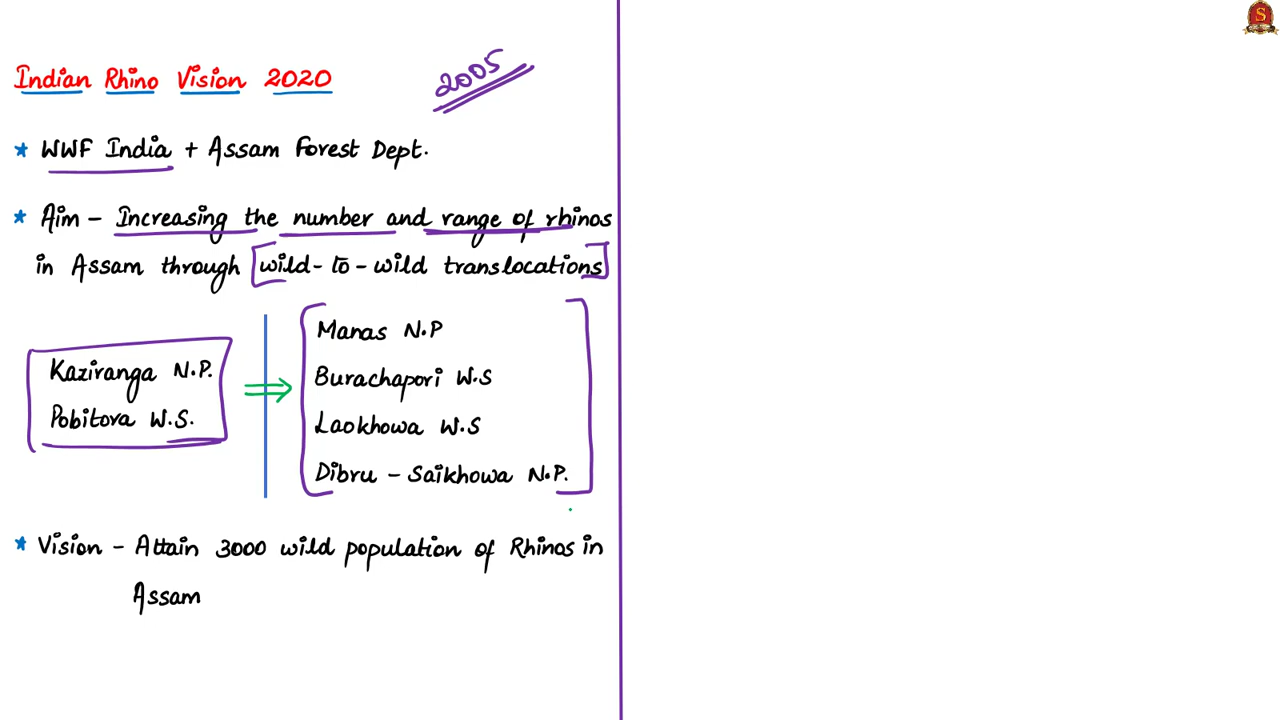 Indian Rhino Vision 2020
2005
* WWF India + Assam Forest Dept.
* Aim - Increasing the number and range of rhinos
in Assam through [wild-to-wild translocations]
Kaziranga N.P.
Pobitora W.S.
⇒
Manas N.P
Burachapori W.S
Laokhowa W.S
Dibru - Saikhowa N.P.
* Vision - Attain 3000 wild population of Rhinos in
Assam
S